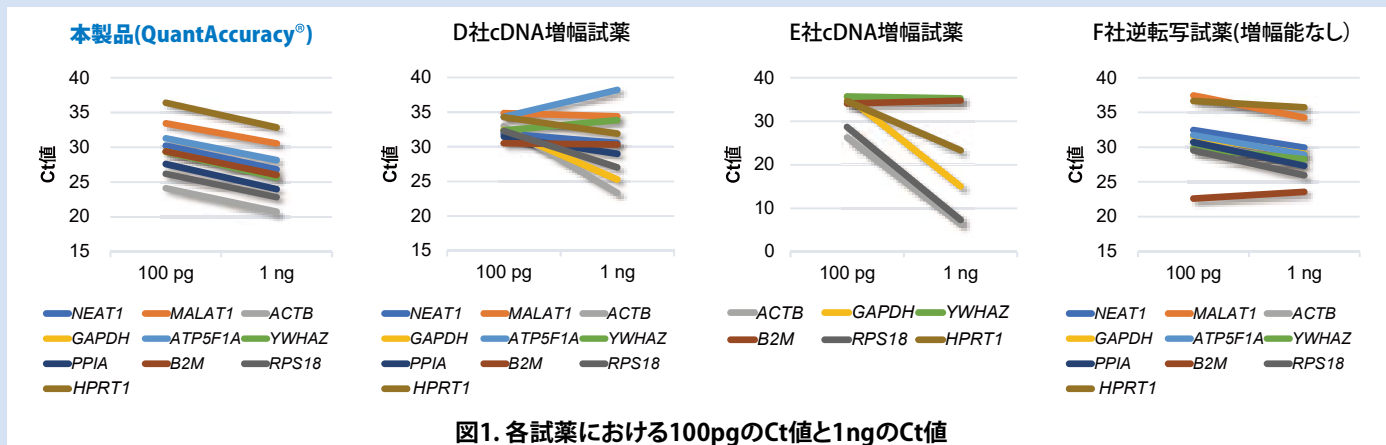 本製品(QuantAccuracy®)
Ct値
40
35
30
25
20
15
100 pg
1 ng
NEAT1 MALAT1 ACTB
GAPDH ATP5F1A YWHAZ
PPIA B2M RPS18
HPRT1
D社cDNA増幅試薬
Ct値
40
35
30
25
20
15
100 pg
1 ng
NEAT1 MALAT1 ACTB
GAPDH ATP5F1A YWHAZ
PPIA B2M RPS18
HPRT1
E社cDNA増幅試薬
Ct値
40
30
20
10
0
100 pg
1 ng
ACTB GAPDH YWHAZ
B2M RPS18 HPRT1
F社逆転写試薬(増幅能なし)
Ct値
40
35
30
25
20
15
100 pg
1 ng
NEAT1 MALAT1 ACTB
GAPDH ATP5F1A YWHAZ
PPIA B2M RPS18
HPRT1
図1. 各試薬における100pgのCt値と1ngのCt値